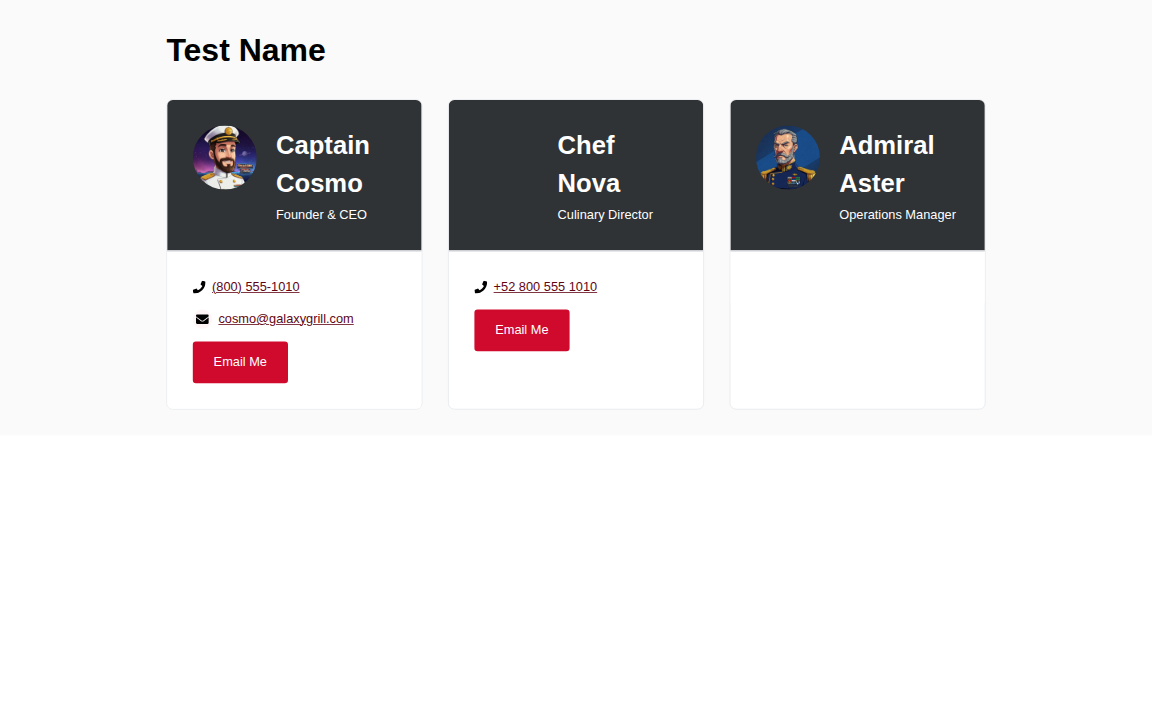 Test Name
Captain
Cosmo
Founder & CEO
(800) 555-1010
cosmo@galaxygrill.com
Email Me
Chef
Nova
Culinary Director
+52 800 555 1010
Email Me
Admiral
Aster
Operations Manager